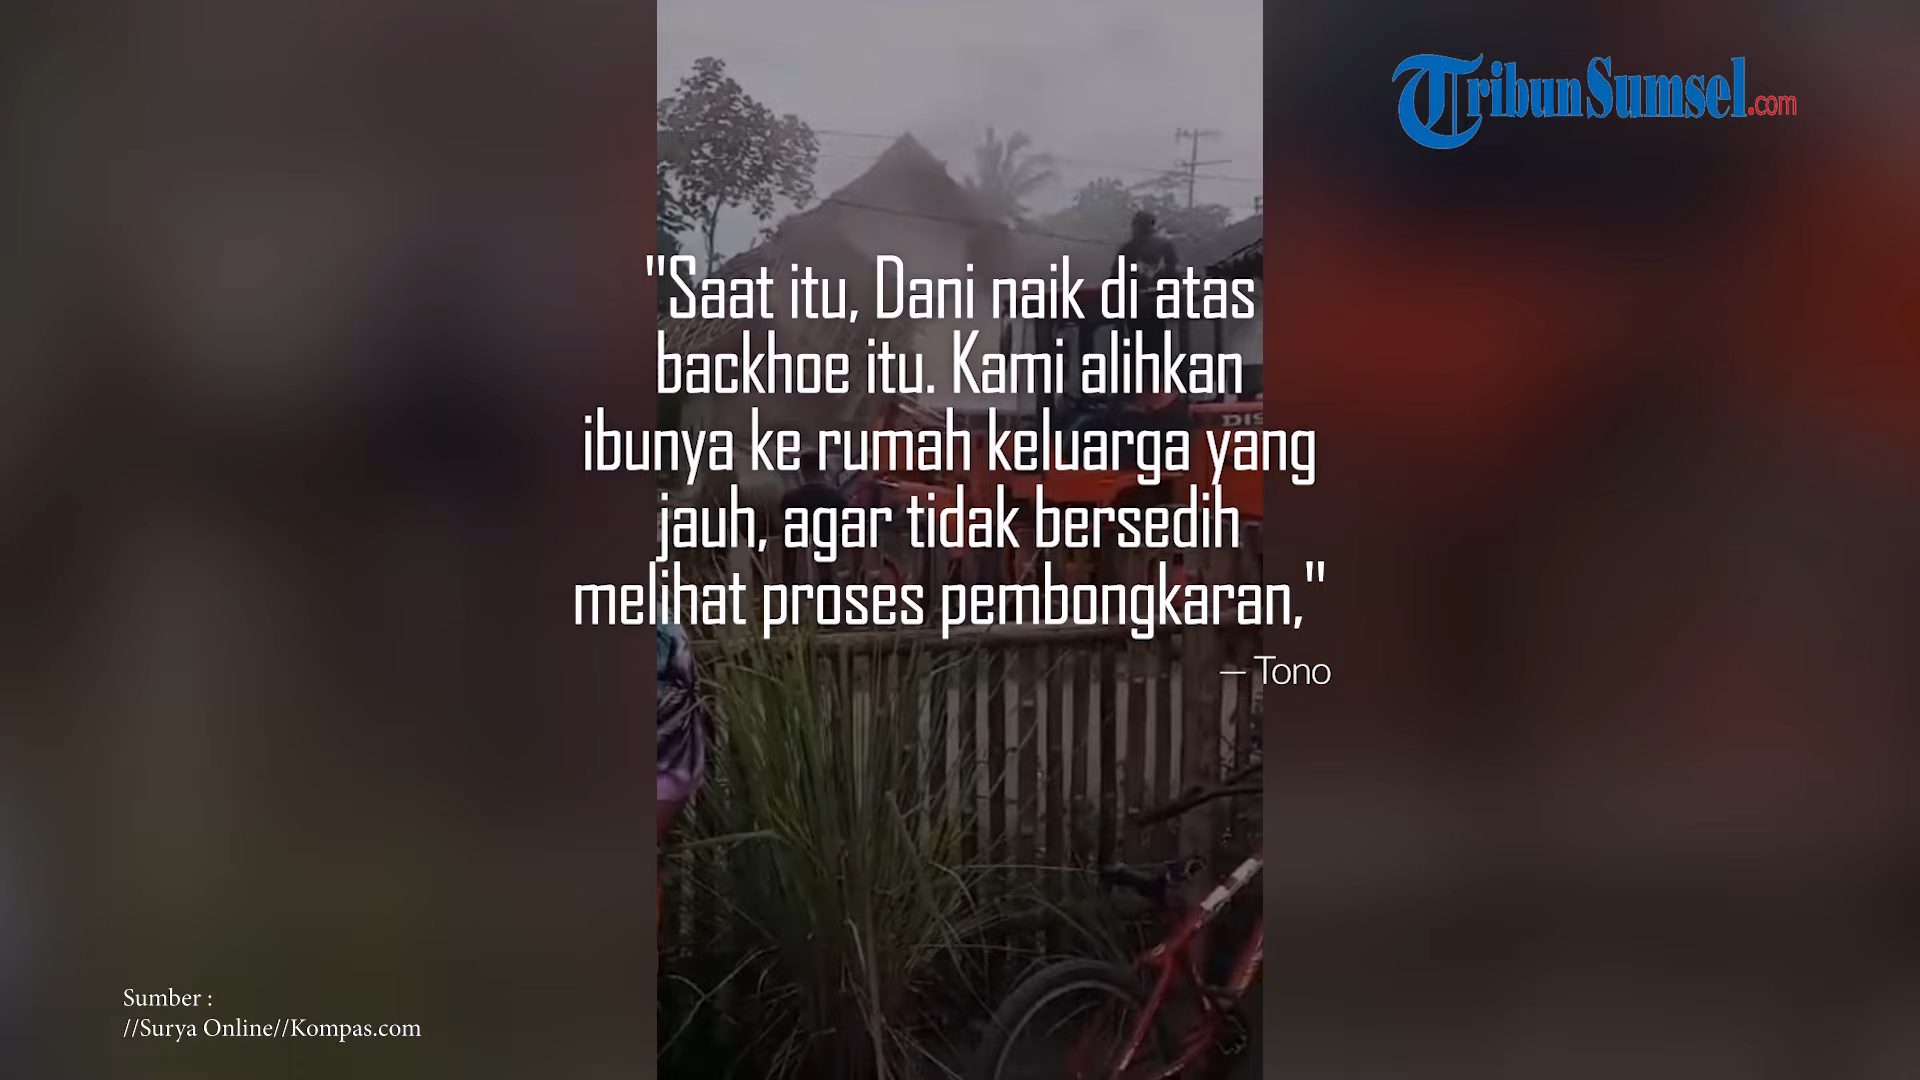 TribunSumsel.com
"Saat itu, Dani naik di atas
backhoe itu. Kami alihkan
ibunya ke rumah keluarga yang
jauh, agar tidak bersedih
melihat proses pembongkaran,"
— Tono
DIS
Sumber :
//Surya Online//Kompas.com